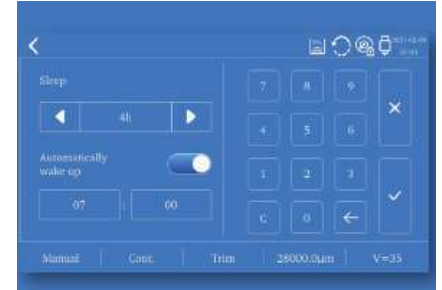 Sleep
7 8 9
4h
4 5 6
Automatically
wake up
1 2 3
07 : 00
C 0
Manual Cont. Trim 28000.0μm V=35